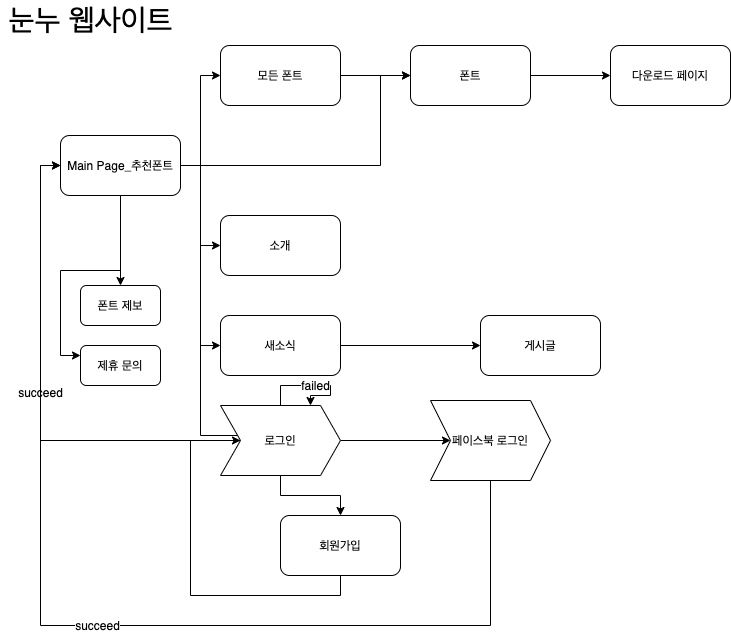 눈누 웹사이트
모든 폰트
폰트
다운로드 페이지
Main Page_추천폰트
소개
폰트 제보
새소식
게시글
제휴 문의
failed
succeed
로그인
페이스북 로그인
회원가입
succeed